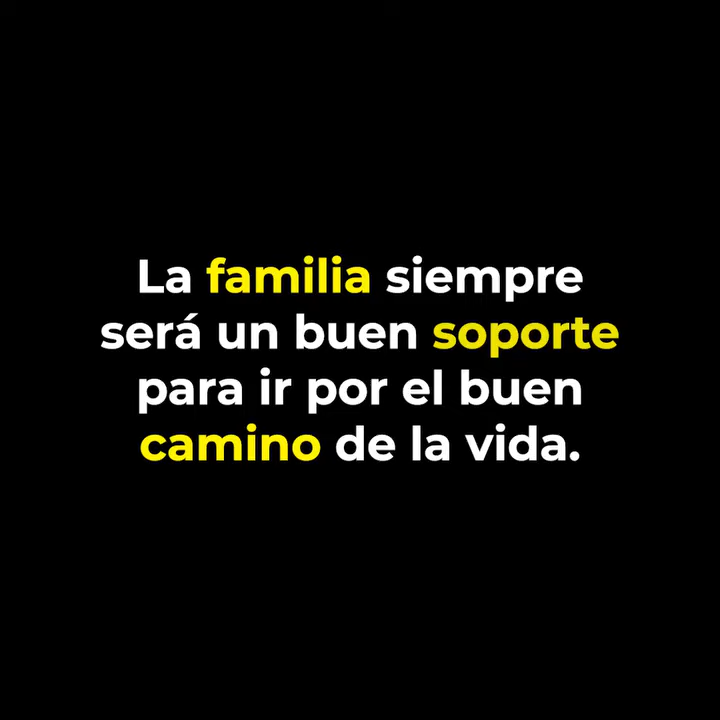 La familia siempre
será un buen soporte
para ir por el buen
camino de la vida.